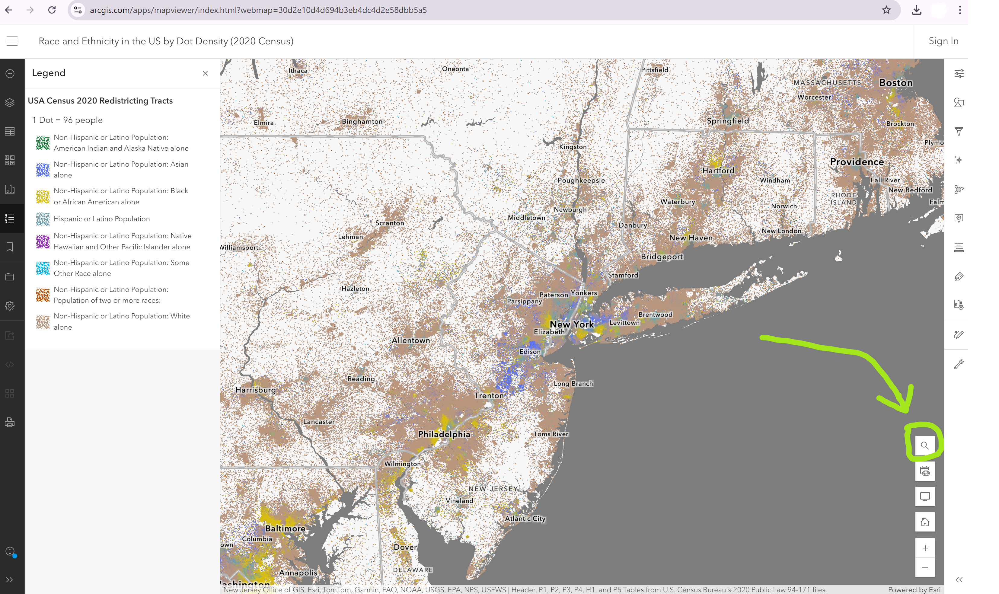 arcgis.com/apps/mapviewer/index.html?webmap=30d2e10d4d694b3eb4dc4d2e58dbb5a5
Race and Ethnicity in the US by Dot Density (2020 Census)
Sign In
Legend
USA Census 2020 Redistricting Tracts
1 Dot = 96 people
Non-Hispanic or Latino Population:
American Indian and Alaska Native alone
Non-Hispanic or Latino Population: Asian
alone
Non-Hispanic or Latino Population: Black
or African American alone
Hispanic or Latino Population
Non-Hispanic or Latino Population: Native
Hawaiian and Other Pacific Islander alone
Non-Hispanic or Latino Population: Some
Other Race alone
Non-Hispanic or Latino Population:
Population of two or more races:
Non-Hispanic or Latino Population: White
alone
Ithaca
Oneonta
Pittsfield
MASSACHUSETTS
Boston
Worcester
Elmira
Binghamton
Springfield
Brockton
Plymo
Kingston
Providence
Hartford
Poughkeepsie
Windham
Fall River
New Bedford
RHODE
ISLAND
Falm
Waterbury
Norwich
Newburgh
Middletown
Scranton
Danbury
New London
Lehman
New Haven
Williamsport
Bridgeport
Stamford
Hazleton
Paterson
Yonkers
Parsippany
Brentwood
New York
Levittown
Elizabeth
Allentown
Edison
Reading
Long Branch
Harrisburg
Trenton
Lancaster
Philadelphia
Toms River
Wilmington
NEW JERSEY
Vineland
Atlantic City
Baltimore
Columbia
own
Dover
DELAWARE
Annapolis
ashington
New Jersey Office of GIS, Esri, TomTom, Garmin, FAO, NOAA, USGS, EPA, NPS, USFWS | Header, P1, P2, P3, P4, H1, and P5 Tables from U.S. Census Bureau's 2020 Public Law 94-171 files.
Powered by Esri